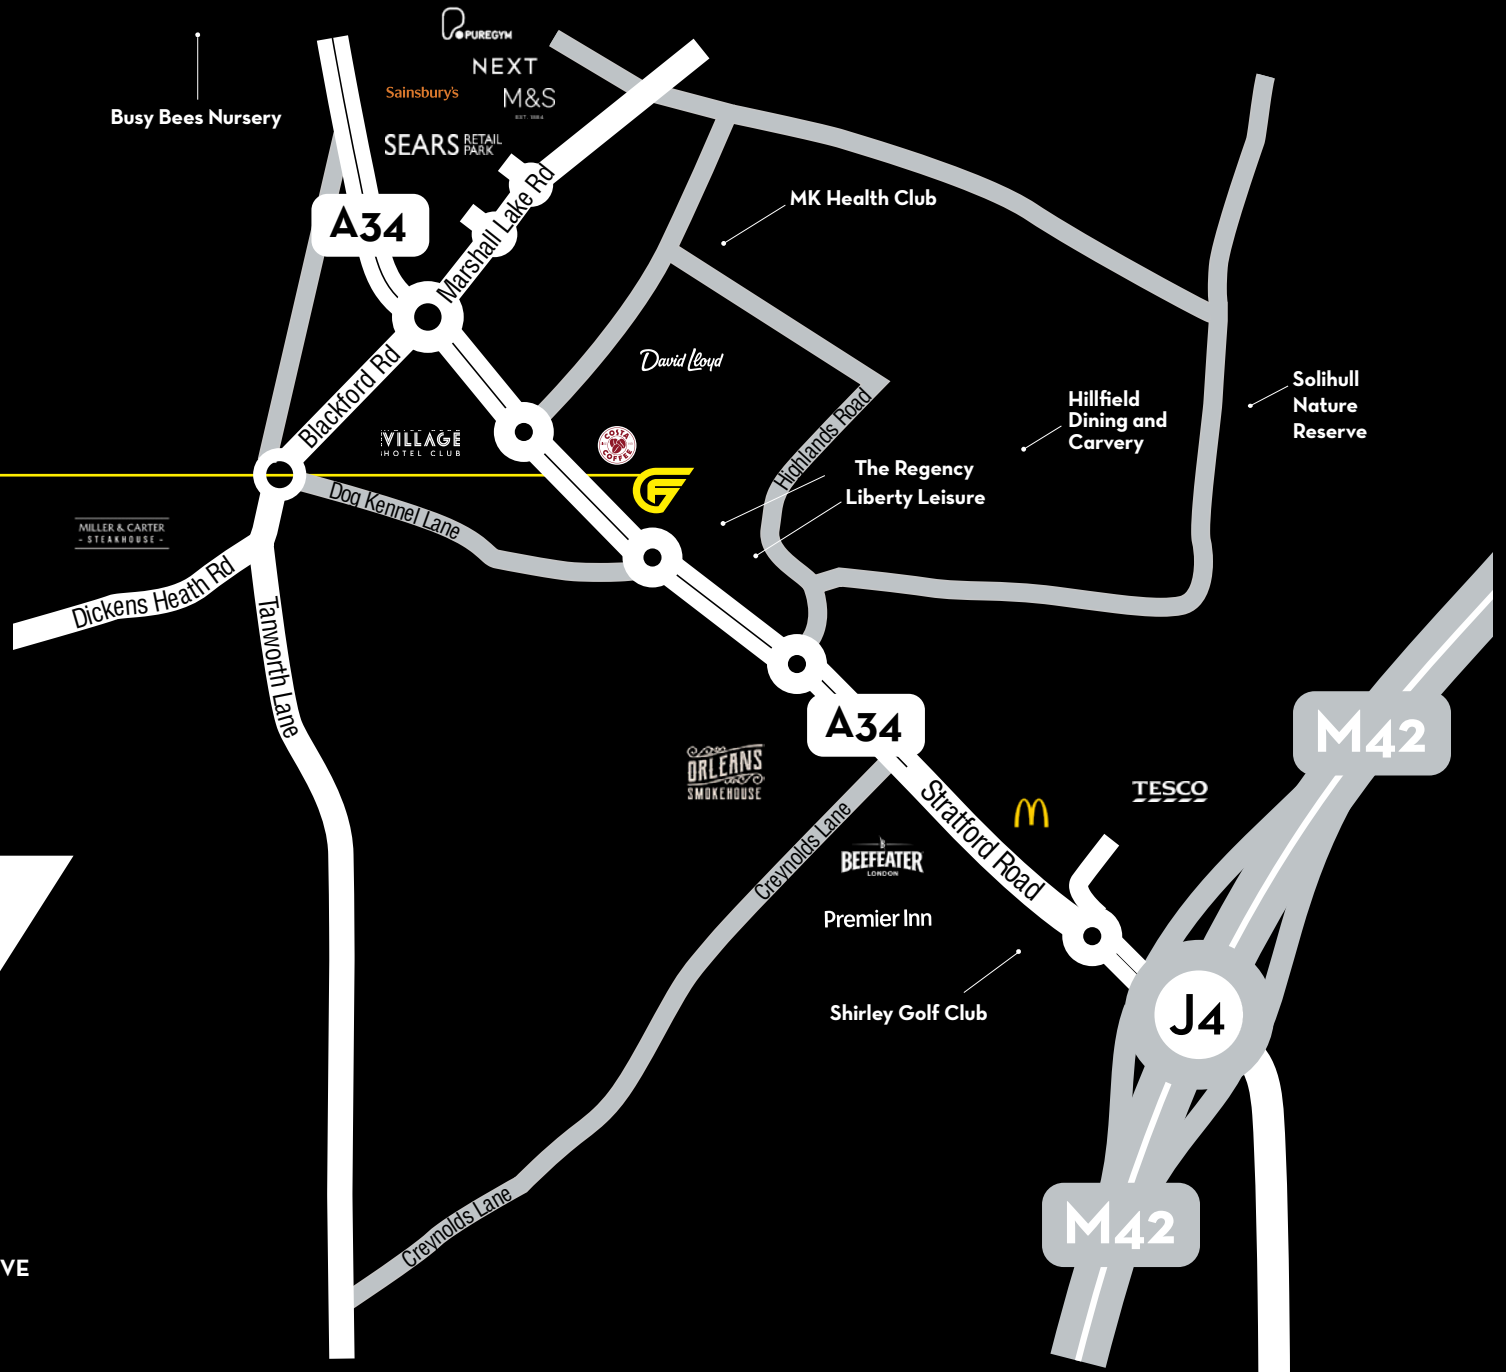 PUREGYM
NEXT
Sainsbury's
M&S
EST. 1884
Busy Bees Nursery
SEARS RETAIL PARK
Marshall Lake Rd
A34
MK Health Club
Blackford Rd
David Lloyd
Highlands Road
Hillfield
Dining and
Carvery
Solihull
Nature
Reserve
VILLAGE
HOTEL CLUB
COSTA
COFFEE
The Regency
Liberty Leisure
Dog Kennel Lane
MILLER & CARTER
- STEAKHOUSE -
Dickens Heath Rd
Tanworth Lane
A34
M42
ORLEANS
SMOKEHOUSE
TESCO
Stratford Road
Creynolds Lane
BEEFEATER
LONDON
Premier Inn
Shirley Golf Club
J4
Creynolds Lane
M42
VE